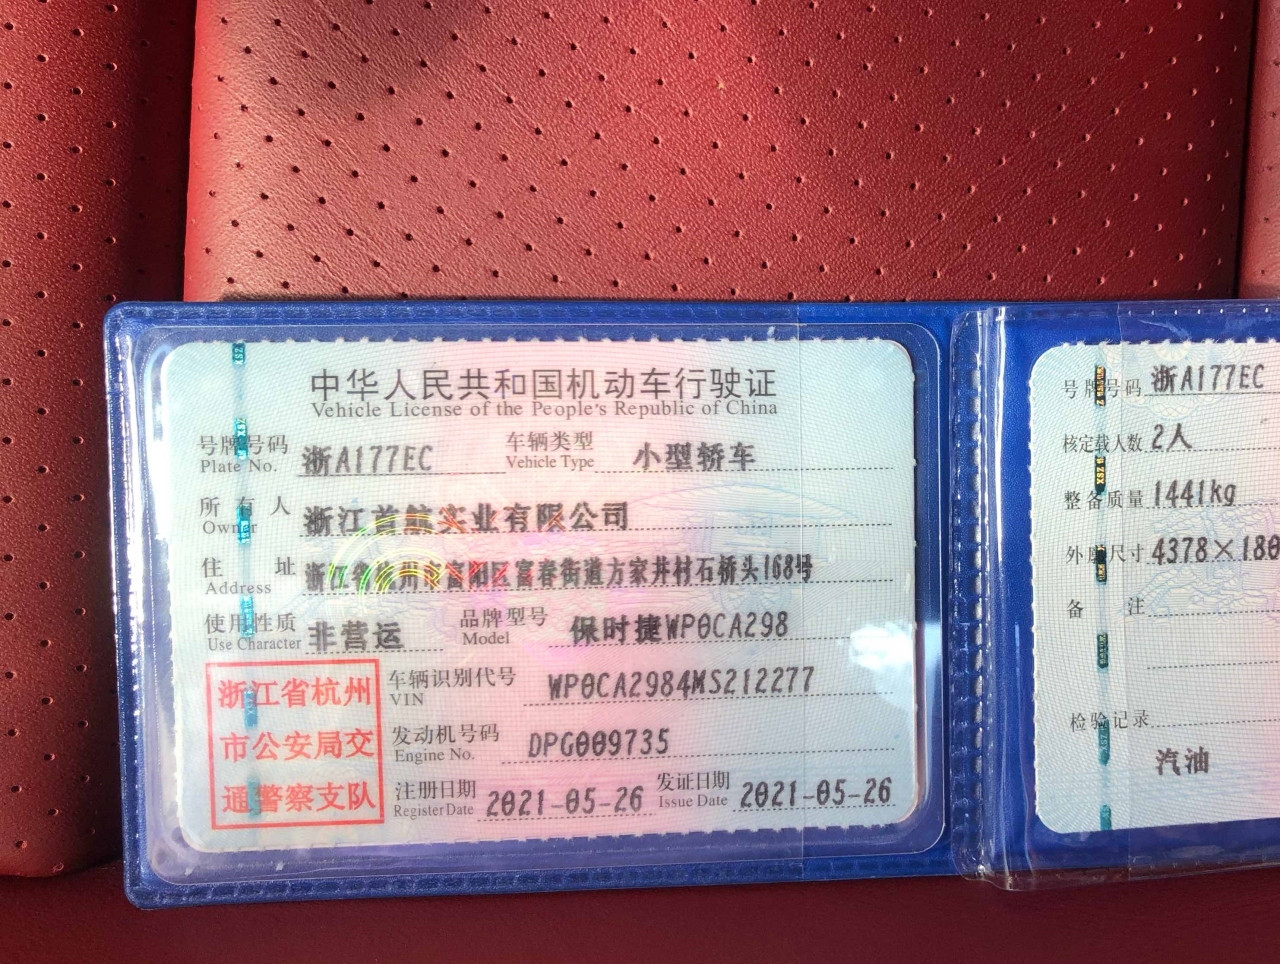 中华人民共和国机动车行驶证
Vehicle License of the People's Republic of China
号牌号码 浙A177EC 车辆类型 小型轿车
Plate No. Vehicle Type
所有人 浙江首航实业有限公司
Owner
住址 浙江省杭州市富阳区富春街道方家井村石桥头168号
Address
使用性质 非营运 品牌型号 保时捷WP0CA298
Use Character Model
浙江省杭州
市公安局交
通警察支队
车辆识别代号 WP0CA2984MS212277
VIN
发动机号码 DPG009735
Engine No.
注册日期 2021-05-26 发证日期 2021-05-26
Register Date Issue Date
号牌号码 浙A177EC
核定载人数 2人
整备质量 1441kg
外廓尺寸 4378×180
备注
检验记录
汽油